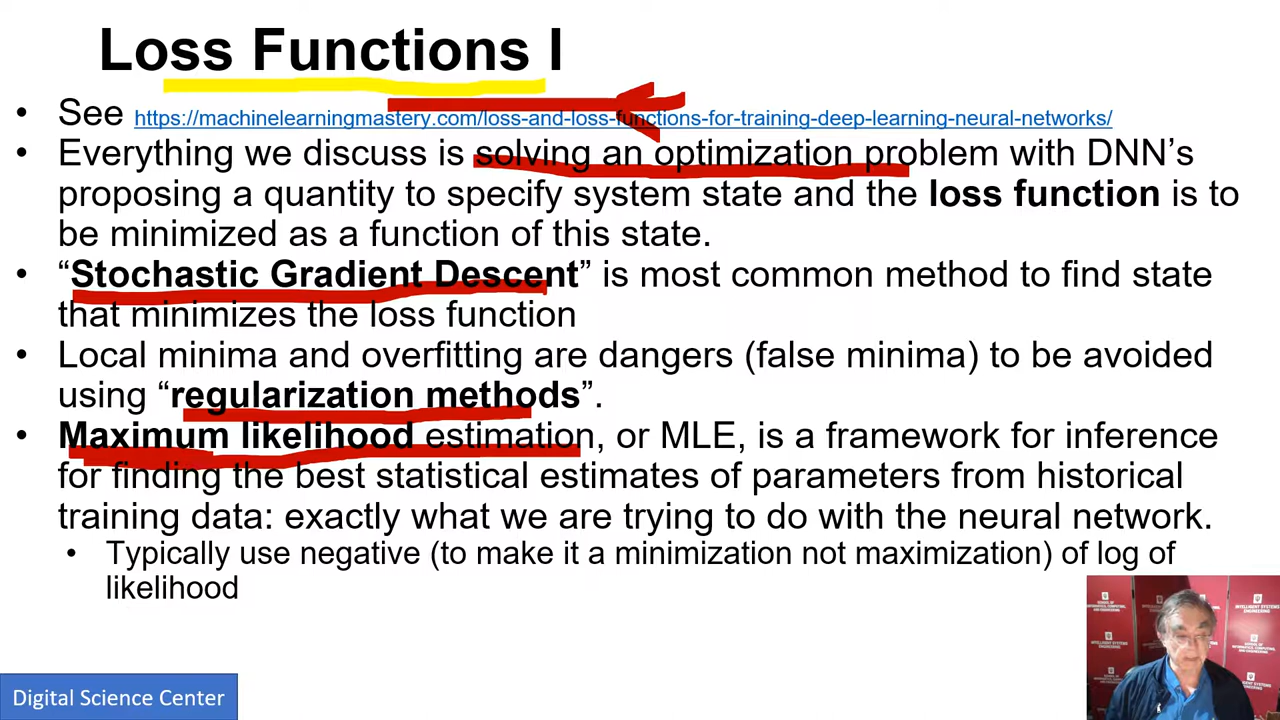 Loss Functions I
• See https://machinelearningmastery.com/loss-and-loss-functions-for-training-deep-learning-neural-networks/
• Everything we discuss is solving an optimization problem with DNN’s
proposing a quantity to specify system state and the loss function is to
be minimized as a function of this state.
• “Stochastic Gradient Descent” is most common method to find state
that minimizes the loss function
• Local minima and overfitting are dangers (false minima) to be avoided
using “regularization methods”.
• Maximum likelihood estimation, or MLE, is a framework for inference
for finding the best statistical estimates of parameters from historical
training data: exactly what we are trying to do with the neural network.
• Typically use negative (to make it a minimization not maximization) of log of
likelihood
Digital Science Center